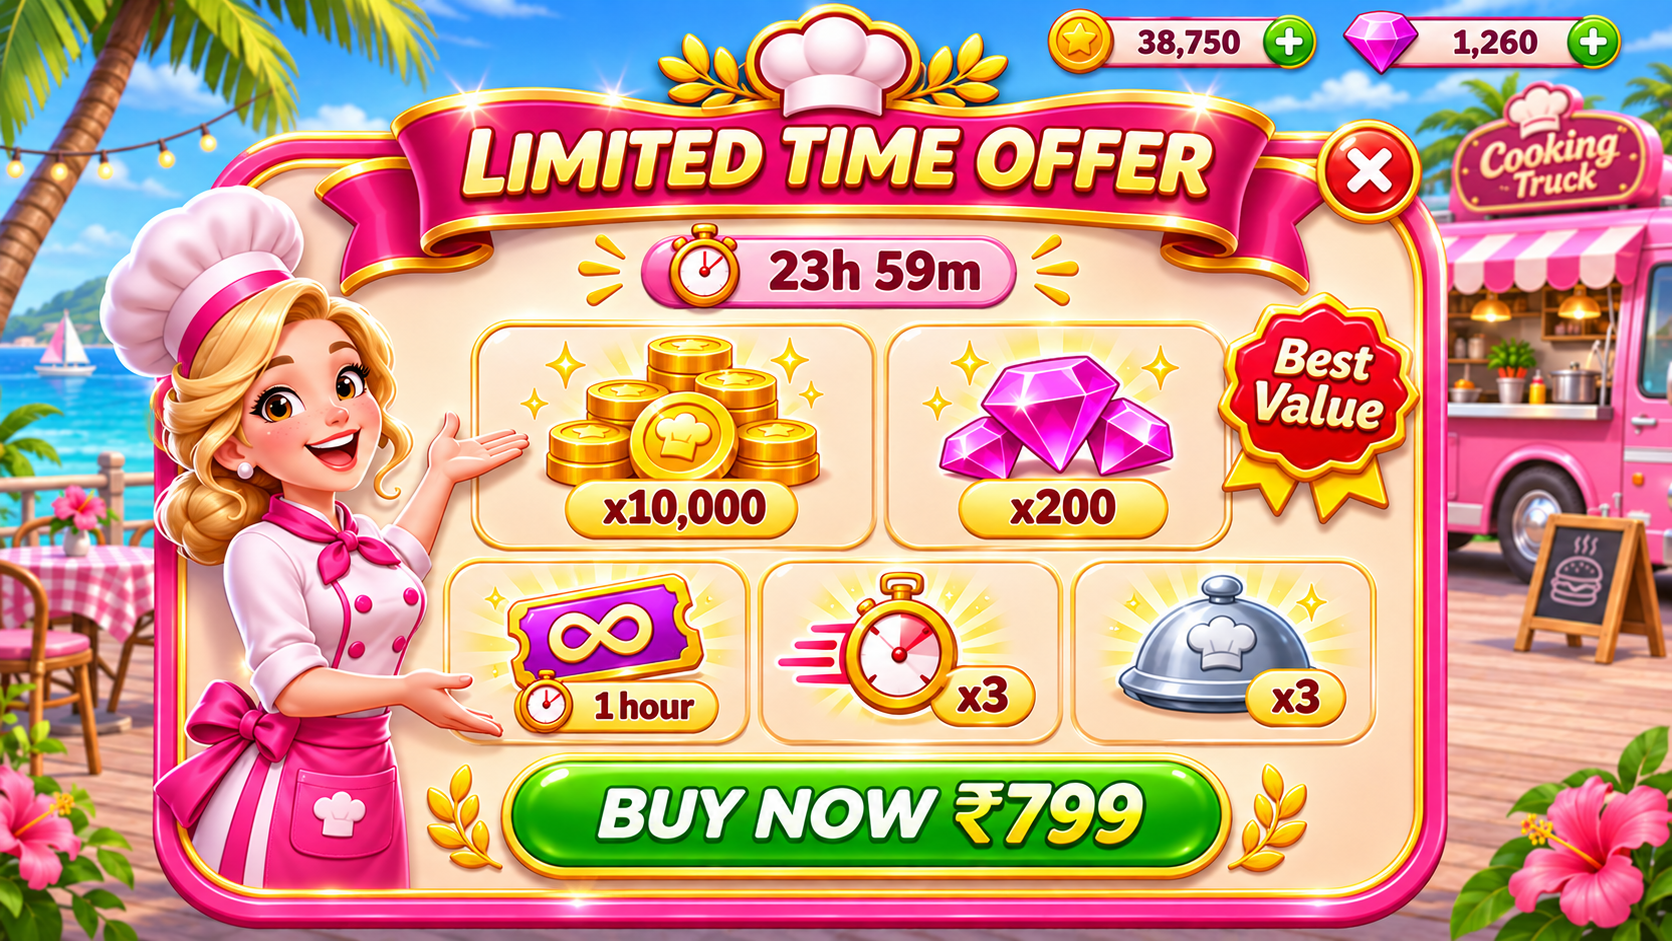 38,750
1,260
LIMITED TIME OFFER
Cooking
Truck
23h 59m
Best
Value
x10,000
x200
1 hour
x3
x3
BUY NOW ₹799